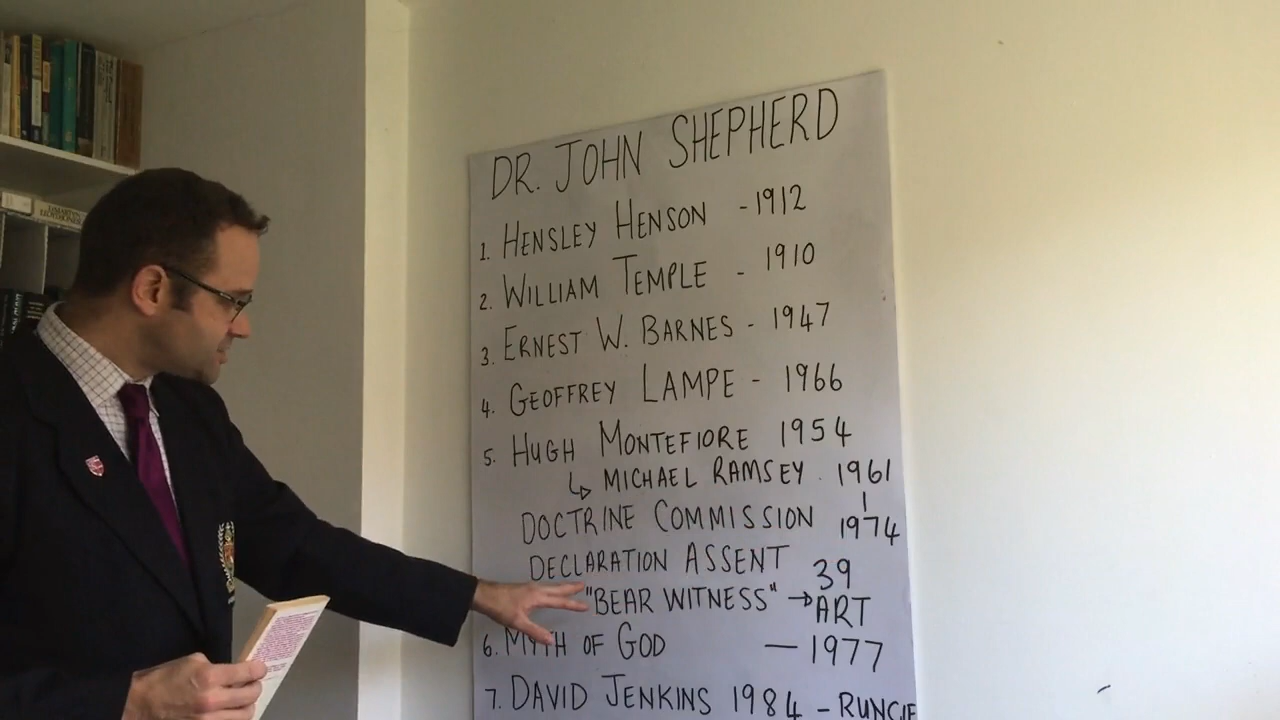 DR. JOHN SHEPHERD
1. HENSLEY HENSON - 1912
2. WILLIAM TEMPLE - 1910
3. ERNEST W. BARNES - 1947
4. GEOFFREY LAMPE - 1966
5. HUGH MONTEFIORE 1954
↳ MICHAEL RAMSEY. 1961
DOCTRINE COMMISSION 1974
DECLARATION ASSENT 39
"BEAR WITNESS" → ART
6. MYTH OF GOD — 1977
7. DAVID JENKINS 1984 - RUNCIE